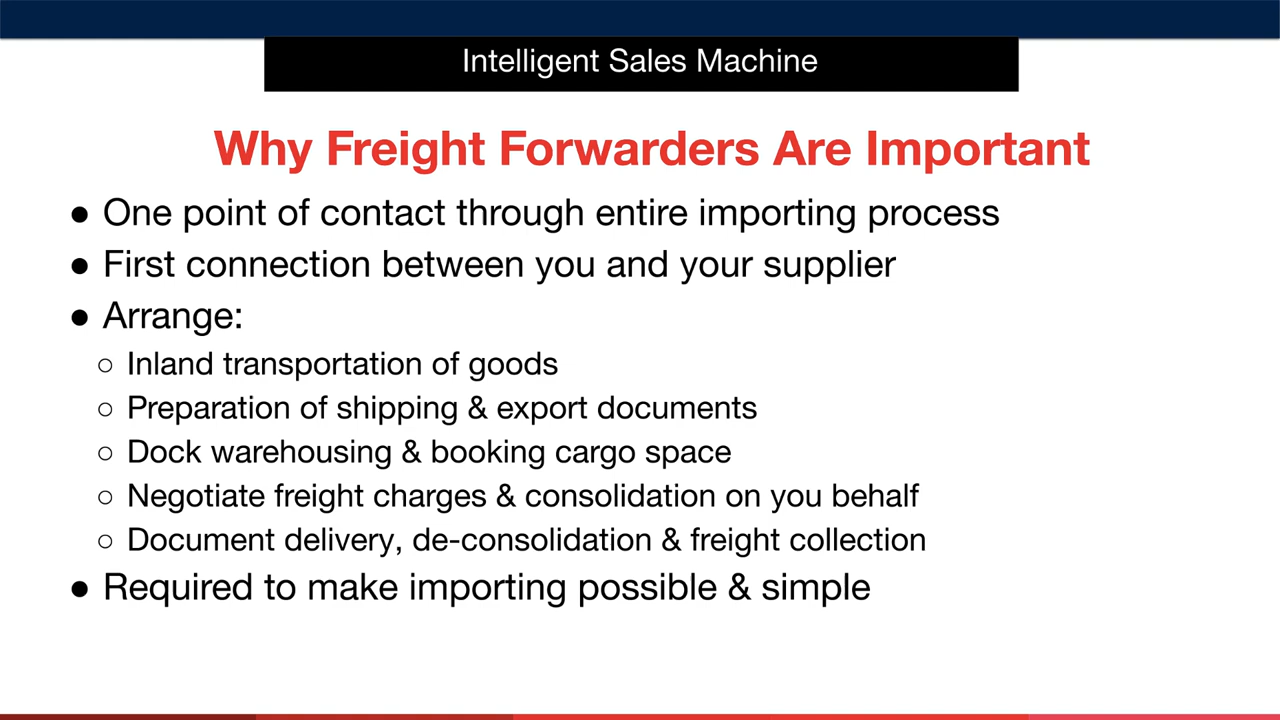 Intelligent Sales Machine
Why Freight Forwarders Are Important
● One point of contact through entire importing process
● First connection between you and your supplier
● Arrange:
○ Inland transportation of goods
○ Preparation of shipping & export documents
○ Dock warehousing & booking cargo space
○ Negotiate freight charges & consolidation on you behalf
○ Document delivery, de-consolidation & freight collection
● Required to make importing possible & simple